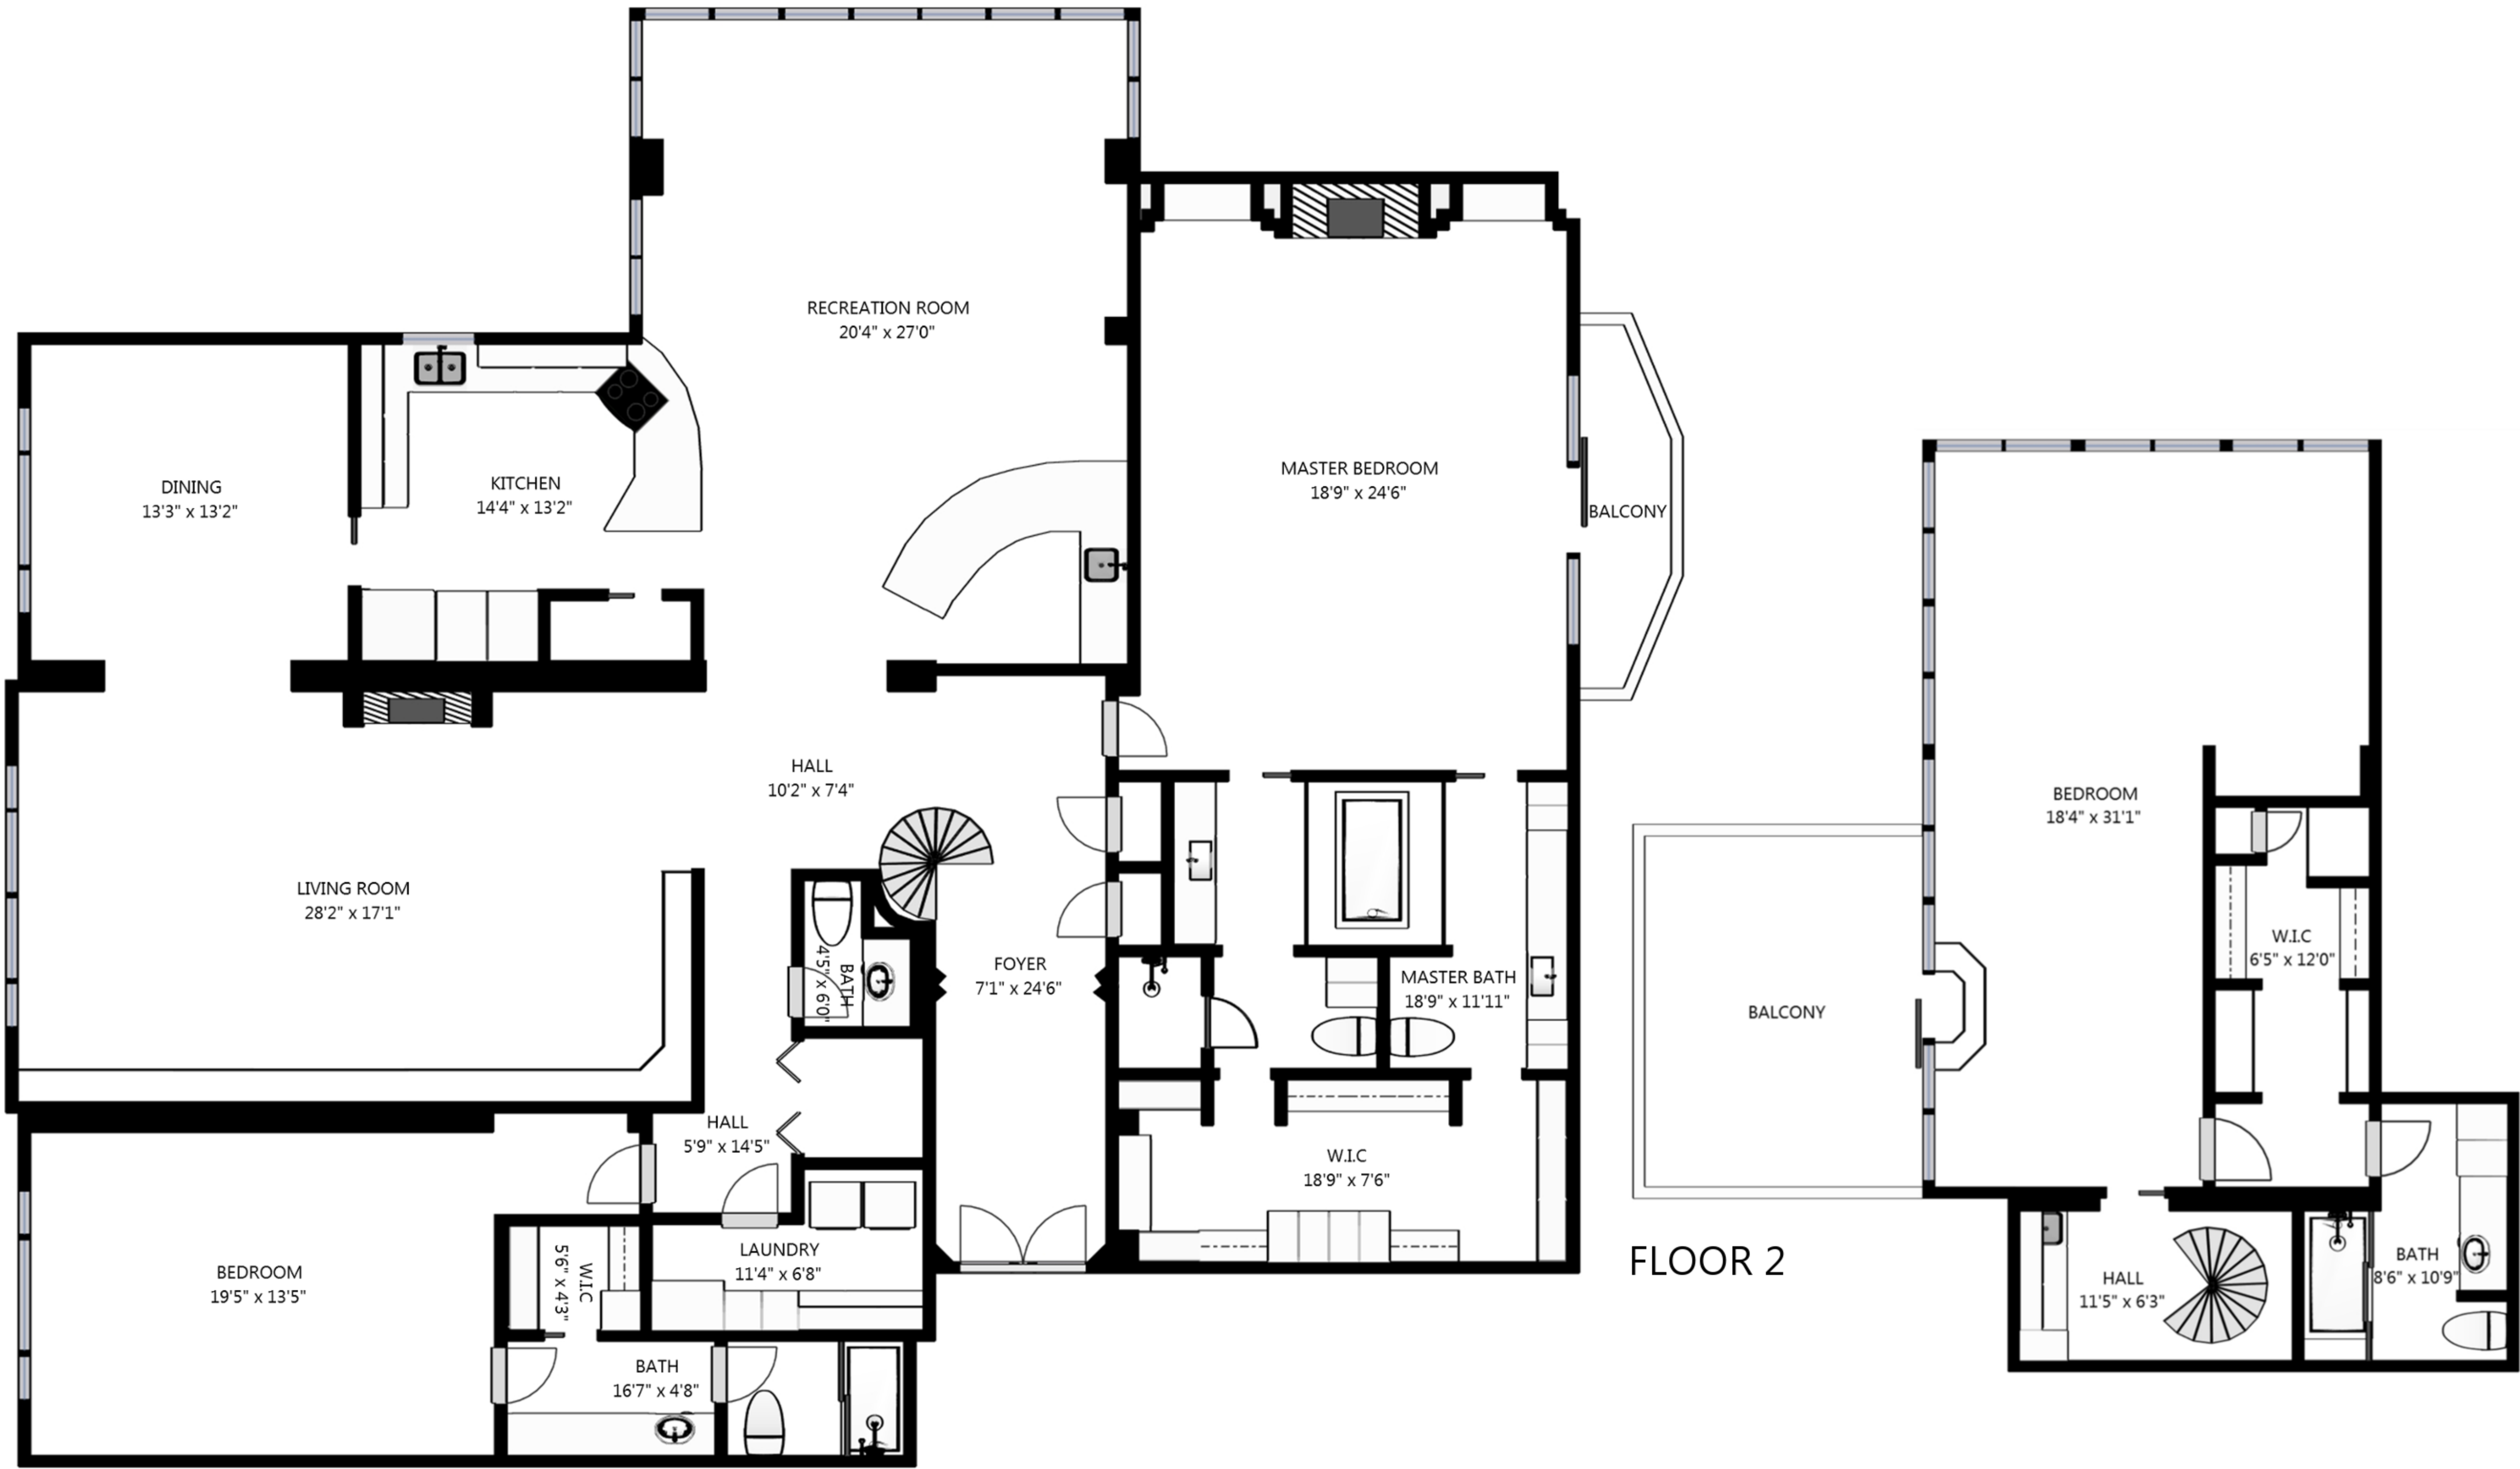 RECREATION ROOM
20'4" x 27'0"
MASTER BEDROOM
18'9" x 24'6"
KITCHEN
14'4" x 13'2"
DINING
13'3" x 13'2"
BALCONY
HALL
10'2" x 7'4"
LIVING ROOM
28'2" x 17'1"
BATH
4'5" x 6'0"
FOYER
7'1" x 24'6"
MASTER BATH
18'9" x 11'11"
HALL
5'9" x 14'5"
W.I.C
18'9" x 7'6"
LAUNDRY
11'4" x 6'8"
BEDROOM
19'5" x 13'5"
W.I.C
5'6" x 4'3"
BATH
16'7" x 4'8"
BEDROOM
18'4" x 31'1"
W.I.C
6'5" x 12'0"
BALCONY
FLOOR 2
HALL
11'5" x 6'3"
BATH
8'6" x 10'9"